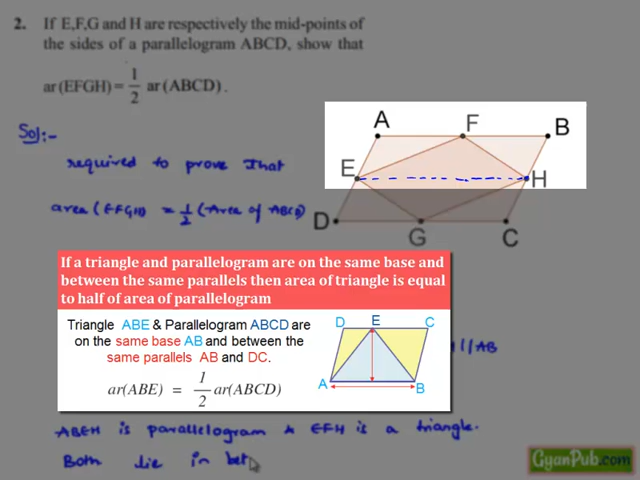 2. If E,F,G and H are respectively the mid-points of
the sides of a parallelogram ABCD, show that
ar(EFGH)=1/2 ar(ABCD).
Sol:-
required to prove that
area (EFGH) = 1/2 (Area of ABCD)
A F B
E H
D G C
If a triangle and parallelogram are on the same base and
between the same parallels then area of triangle is equal
to half of area of parallelogram
Triangle ABE & Parallelogram ABCD are
on the same base AB and between the
same parallels AB and DC.
ar(ABE) = 1/2 ar(ABCD)
D E C
A B
//AB
ABEH is parallelogram & EFH is a triangle.
Both lie in bet
GyanPub.com